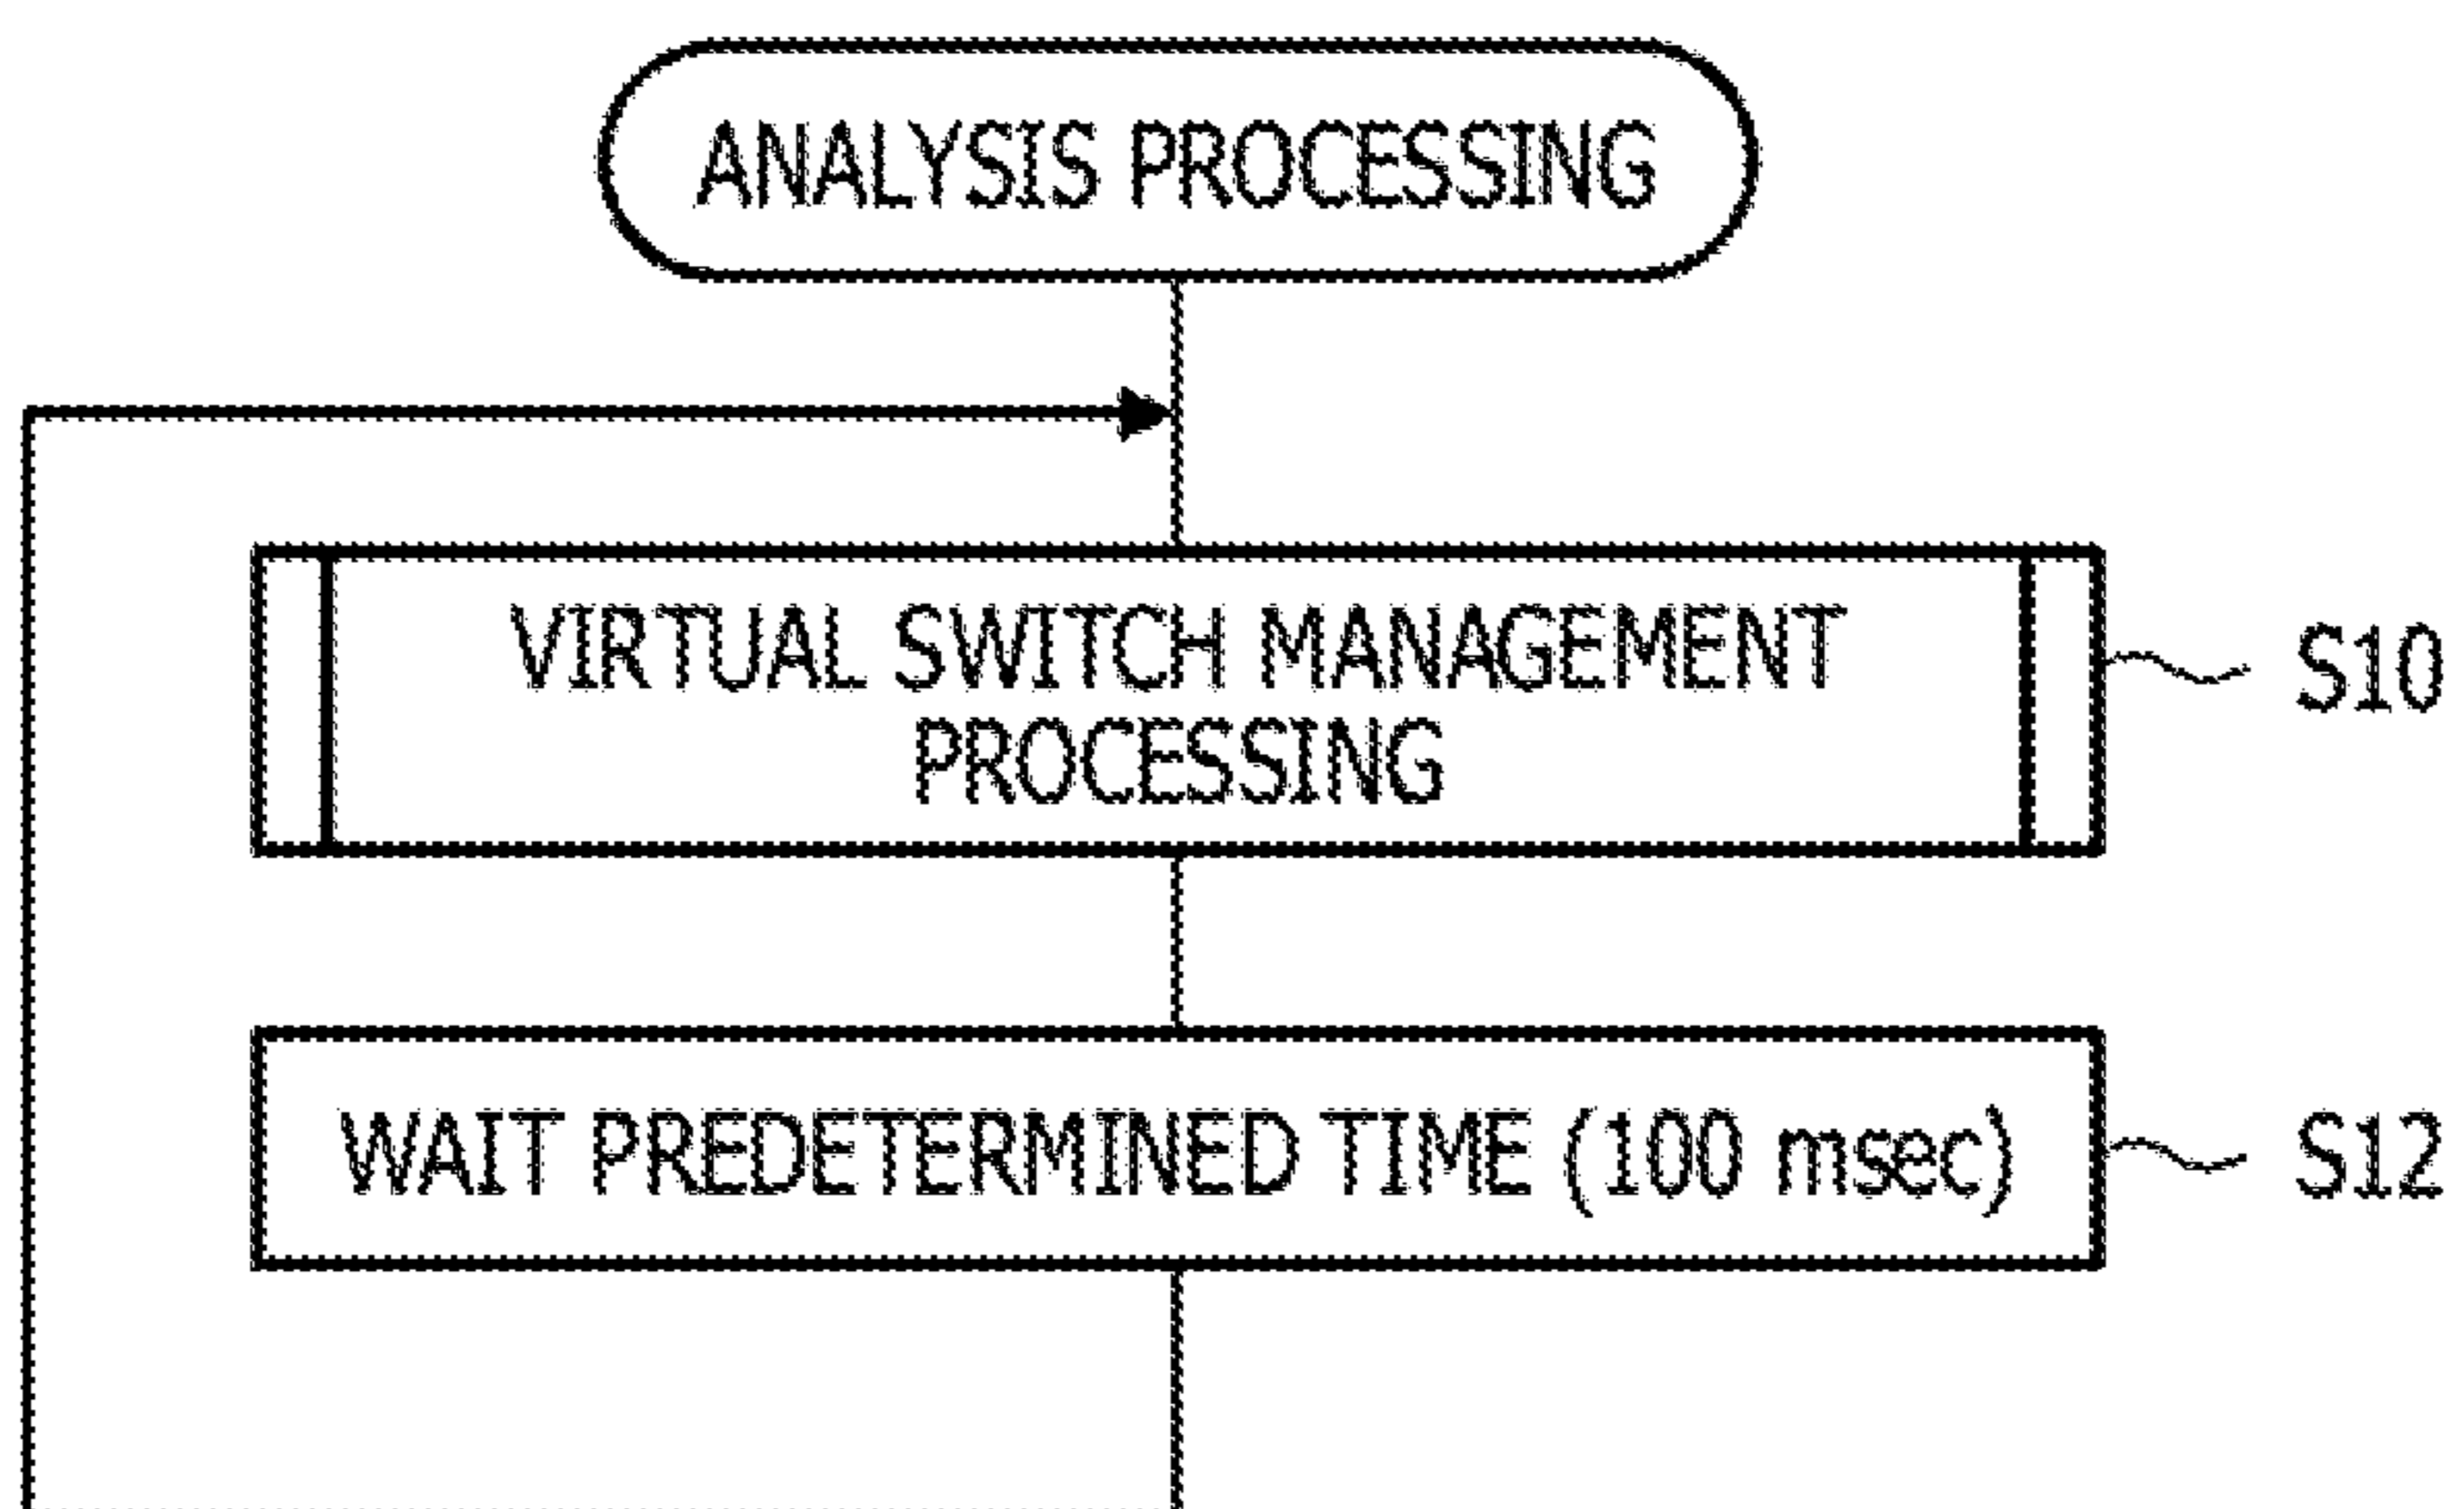 ANALYSIS PROCESSING
VIRTUAL SWITCH MANAGEMENT
PROCESSING
S10
WAIT PREDETERMINED TIME (100 msec)
S12